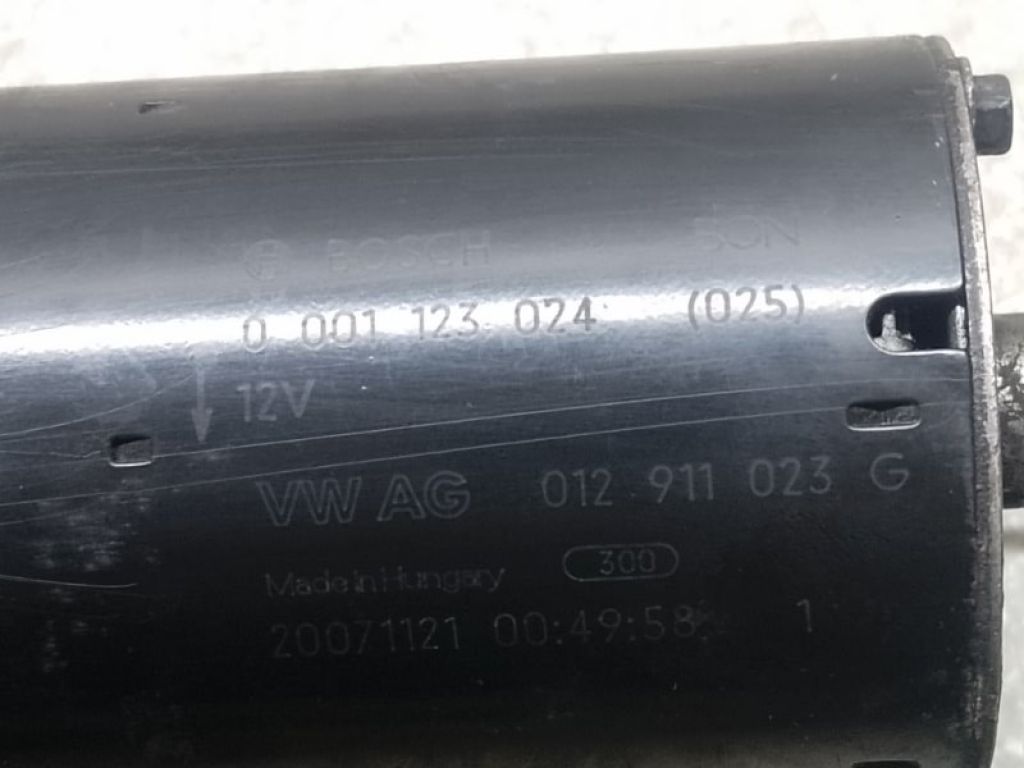 BOSCH 5ON
0 001 123 024 (025)
12V
VW AG 012 911 023 G
Made in Hungary 300
20071121 00:49:58 1